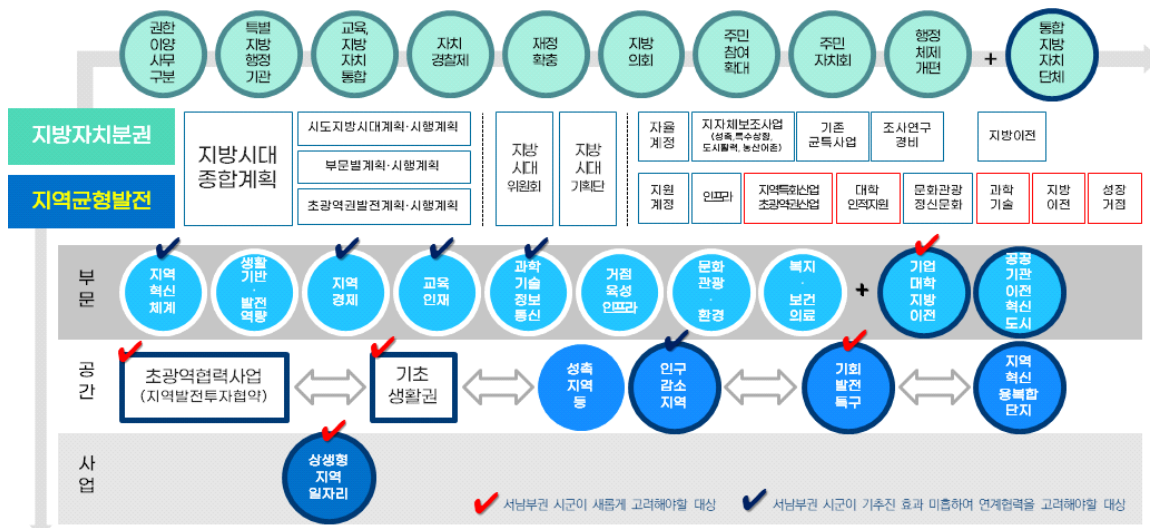 권한
이양
사무
구분
특별
지방
행정
기관
교육,
지방
자치
통합
자치
경찰제
재정
확충
지방
의회
주민
참여
확대
주민
자치회
행정
체제
개편
+
통합
지방
자치
단체
지방자치분권
지역균형발전
지방시대
종합계획
시도지방시대계획·시행계획
부문별계획·시행계획
초광역권발전계획·시행계획
지방
시대
위원회
지방
시대
기획단
자율
계정
지자체보조사업
(성촉,특수상황,
도시활력, 농산어촌)
기존
균특사업
조사연구
경비
지방이전
지원
계정
인프라
지역특화산업
초광역권산업
대학
인적지원
문화관광
정신문화
과학
기술
지방
이전
성장
거점
부
문
지역
혁신
체계
생활
기반
·
발전
역량
지역
경제
교육
인재
과학
기술
정보
통신
거점
육성
인프라
문화
관광
·
환경
복지
·
보건
의료
+
기업
대학
지방
이전
공공
기관
이전
혁신
도시
공
간
초광역협력사업
(지역발전투자협약)
기초
생활권
성촉
지역
등
인구
감소
지역
기회
발전
특구
지역
혁신
융복합
단지
사
업
상생형
지역
일자리
서남부권 시군이 새롭게 고려해야할 대상
서남부권 시군이 기추진 효과 미흡하여 연계협력을 고려해야할 대상